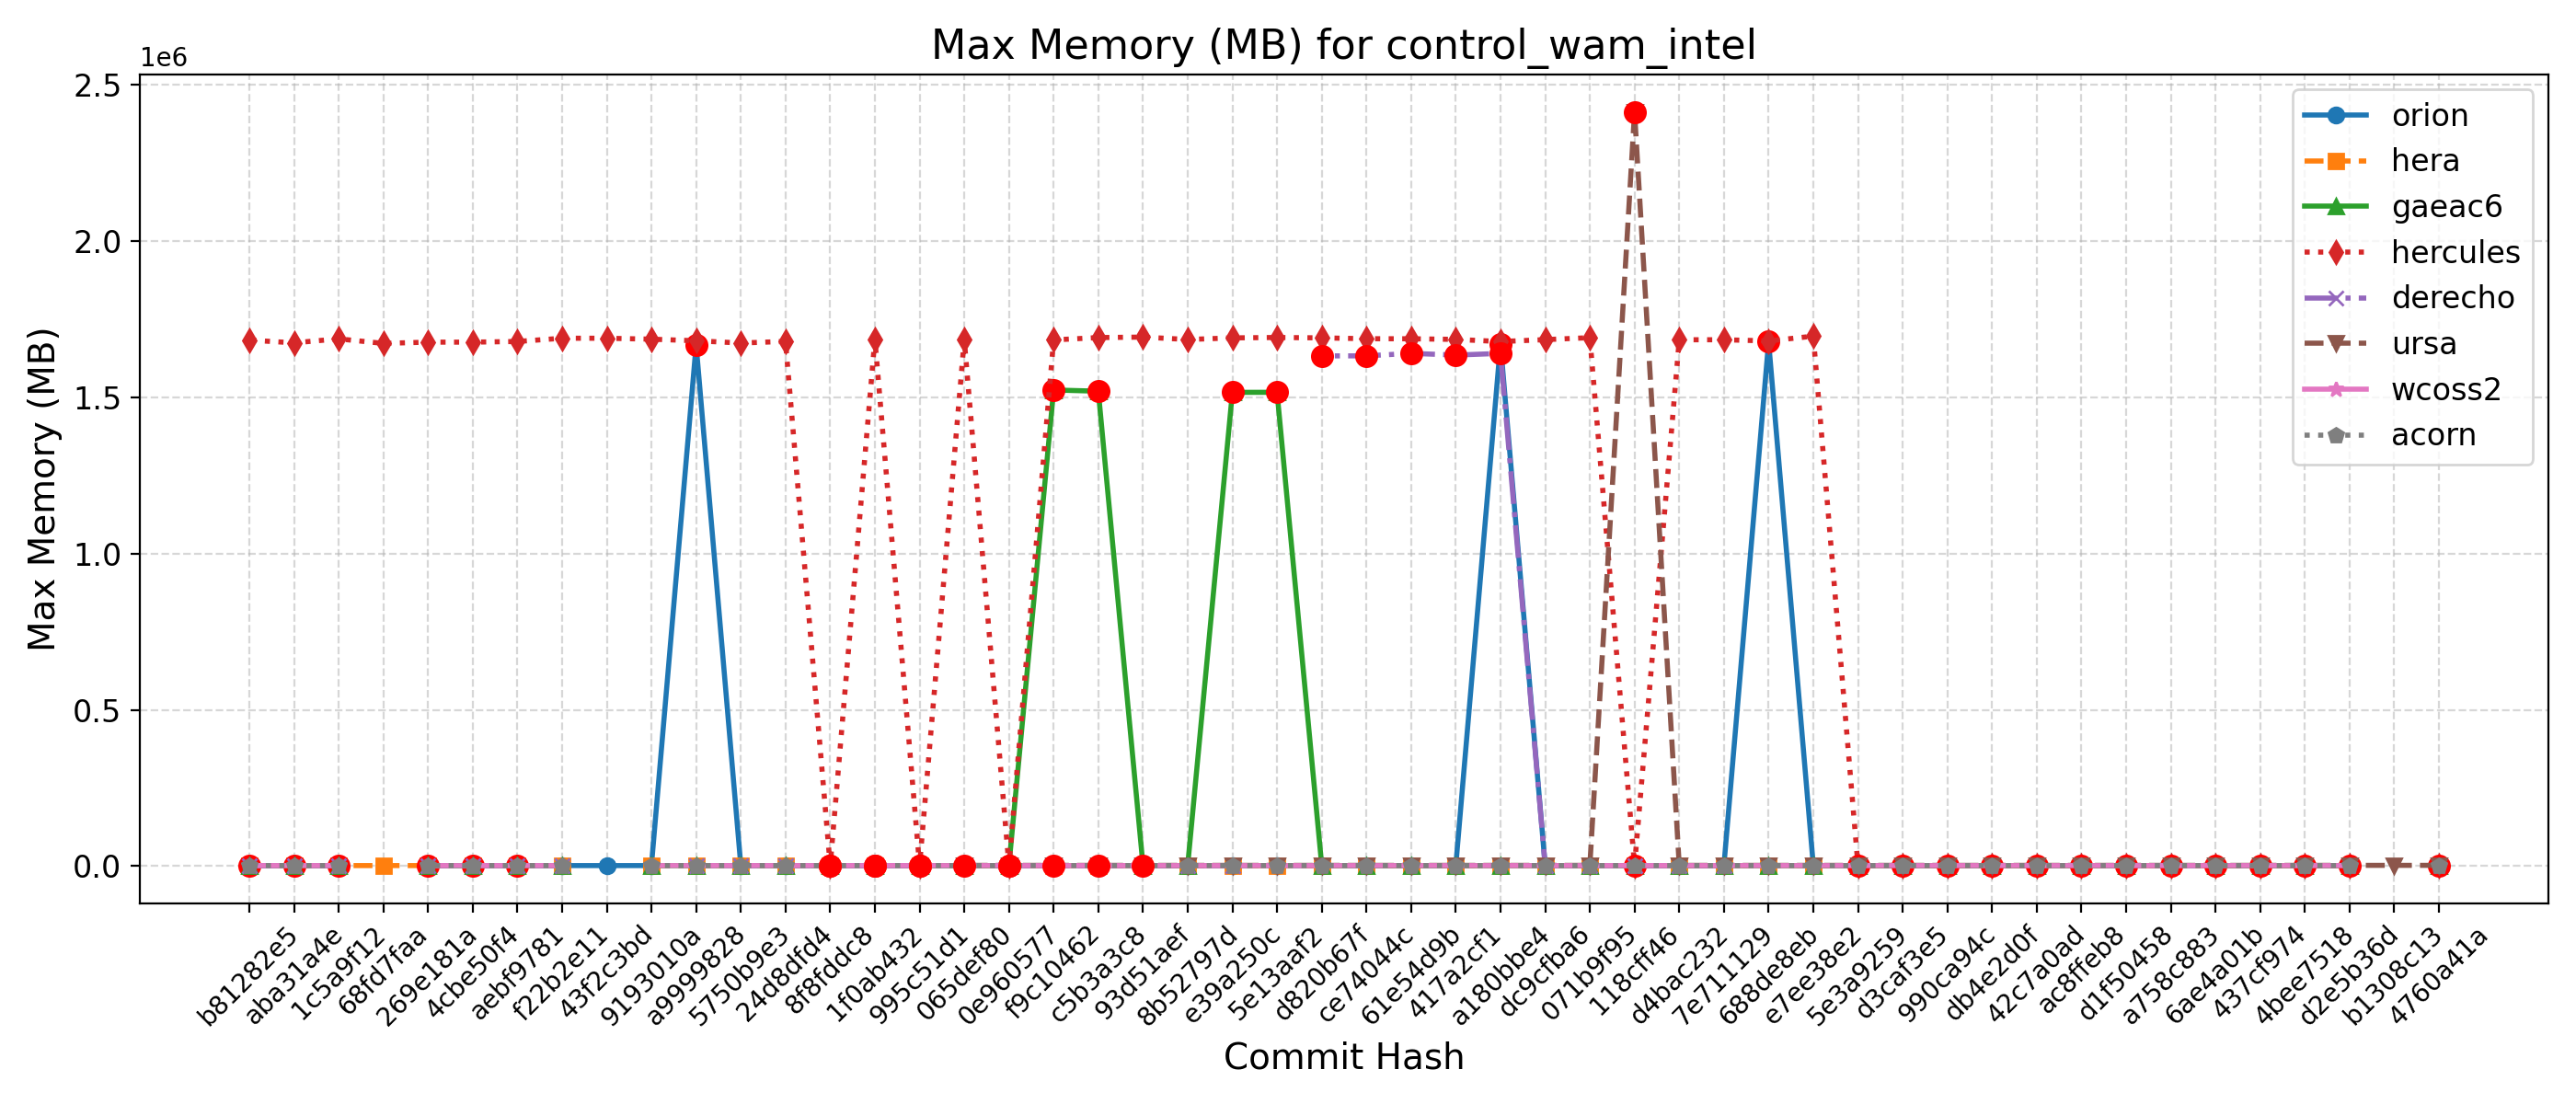 Max Memory (MB) for control_wam_intel
1e6
2.5
2.0
1.5
1.0
0.5
0.0
Max Memory (MB)
orion
hera
gaeac6
hercules
derecho
ursa
wcoss2
acorn
b81282e5
aba31a4e
1c5a9f12
68fd7faa
269e181a
4cbe50f4
aebf9781
f22b2e11
43f2c3bd
9193010a
a9999828
5750b9e3
24d8dfd4
8f8fddc8
1f0ab432
995c51d1
065def80
0e960577
f9c10462
c5b3a3c8
93d51aef
8b52797d
e39a250c
5e13aaf2
d820b67f
ce74044c
61e54d9b
417a2cf1
a180bbe4
dc9cfba6
071b9f95
118cff46
d4bac232
7e711129
688de8eb
e7ee38e2
5e3a9259
d3caf3e5
990ca94c
db4e2d0f
42c7a0ad
ac8ffeb8
d1f50458
a758c883
6ae4a01b
437cf974
4bee7518
d2e5b36d
b1308c13
4760a41a
Commit Hash